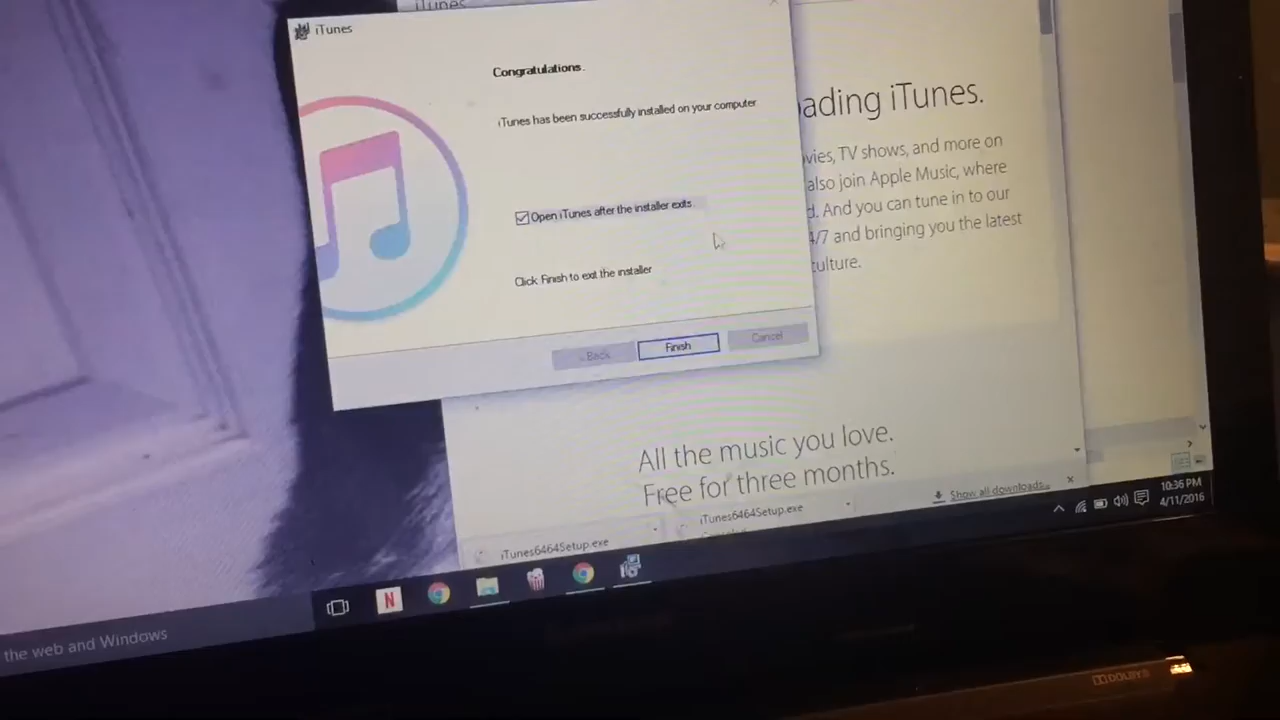 iTunes
iTunes
Congratulations.
iTunes has been successfully installed on your computer
Open iTunes after the installer exits.
Click Finish to exit the installer
Back
Finish
Cancel
ading iTunes.
vies, TV shows, and more on
also join Apple Music, where
d. And you can tune in to our
4/7 and bringing you the latest
culture.
All the music you love.
Free for three months.
iTunes6464Setup.exe
iTunes6464Setup.exe
Show all downloads...
10:36 PM
4/11/2016
N
the web and Windows
DOLBY